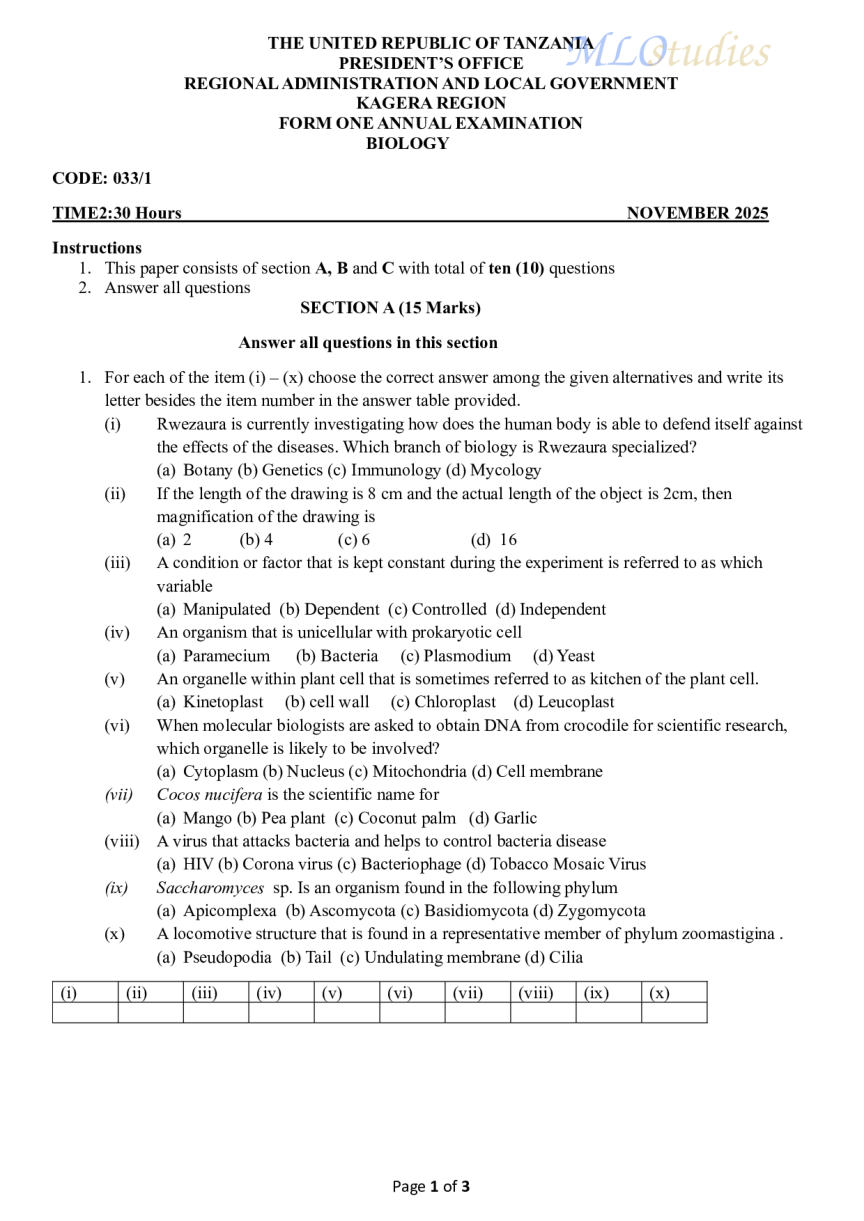 THE UNITED REPUBLIC OF TANZANIA
MLOstudies
PRESIDENT'S OFFICE
REGIONAL ADMINISTRATION AND LOCAL GOVERNMENT
KAGERA REGION
FORM ONE ANNUAL EXAMINATION
BIOLOGY
CODE: 033/1
TIME2:30 Hours NOVEMBER 2025
Instructions
1. This paper consists of section A, B and C with total of ten (10) questions
2. Answer all questions
SECTION A (15 Marks)
Answer all questions in this section
1. For each of the item (i) – (x) choose the correct answer among the given alternatives and write its
letter besides the item number in the answer table provided.
(i) Rwezaura is currently investigating how does the human body is able to defend itself against
the effects of the diseases. Which branch of biology is Rwezaura specialized?
(a) Botany (b) Genetics (c) Immunology (d) Mycology
(ii) If the length of the drawing is 8 cm and the actual length of the object is 2cm, then
magnification of the drawing is
(a) 2 (b) 4 (c) 6 (d) 16
(iii) A condition or factor that is kept constant during the experiment is referred to as which
variable
(a) Manipulated (b) Dependent (c) Controlled (d) Independent
(iv) An organism that is unicellular with prokaryotic cell
(a) Paramecium (b) Bacteria (c) Plasmodium (d) Yeast
(v) An organelle within plant cell that is sometimes referred to as kitchen of the plant cell.
(a) Kinetoplast (b) cell wall (c) Chloroplast (d) Leucoplast
(vi) When molecular biologists are asked to obtain DNA from crocodile for scientific research,
which organelle is likely to be involved?
(a) Cytoplasm (b) Nucleus (c) Mitochondria (d) Cell membrane
(vii) Cocos nucifera is the scientific name for
(a) Mango (b) Pea plant (c) Coconut palm (d) Garlic
(viii) A virus that attacks bacteria and helps to control bacteria disease
(a) HIV (b) Corona virus (c) Bacteriophage (d) Tobacco Mosaic Virus
(ix) Saccharomyces sp. Is an organism found in the following phylum
(a) Apicomplexa (b) Ascomycota (c) Basidiomycota (d) Zygomycota
(x) A locomotive structure that is found in a representative member of phylum zoomastigina .
(a) Pseudopodia (b) Tail (c) Undulating membrane (d) Cilia
(i) (ii) (iii) (iv) (v) (vi) (vii) (viii) (ix) (x)
Page 1 of 3